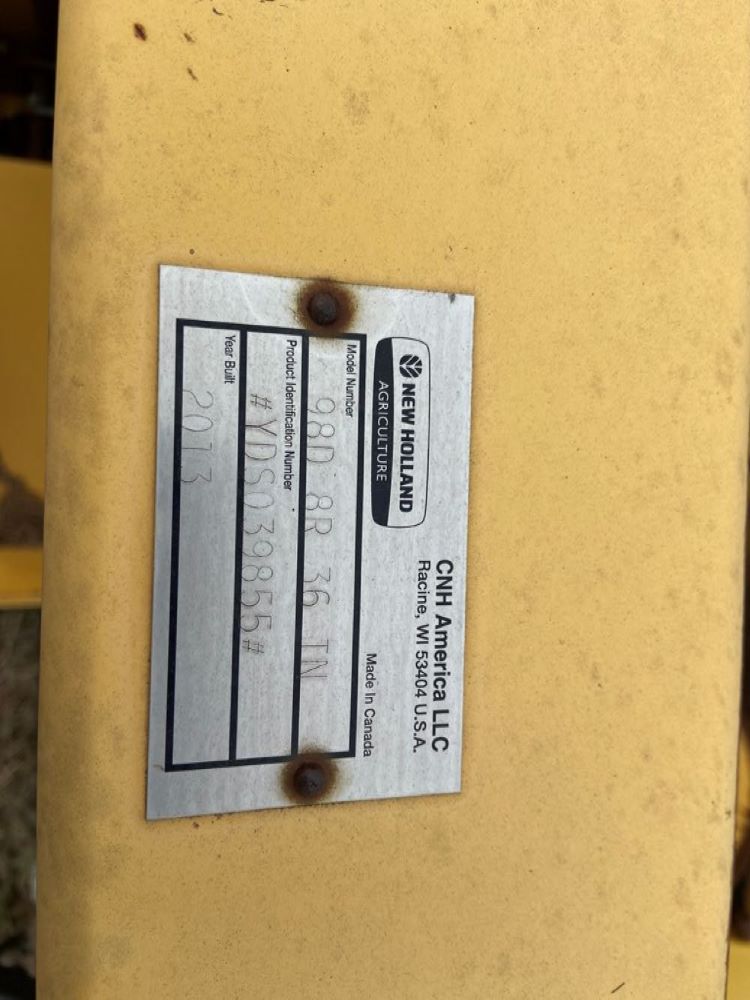 NEW HOLLAND
AGRICULTURE
CNH America LLC
Racine, WI 53404 U.S.A.
Made In Canada
Model Number
98D 8R 36 IN
Product Identification Number
#YDS039855#
Year Built
2013